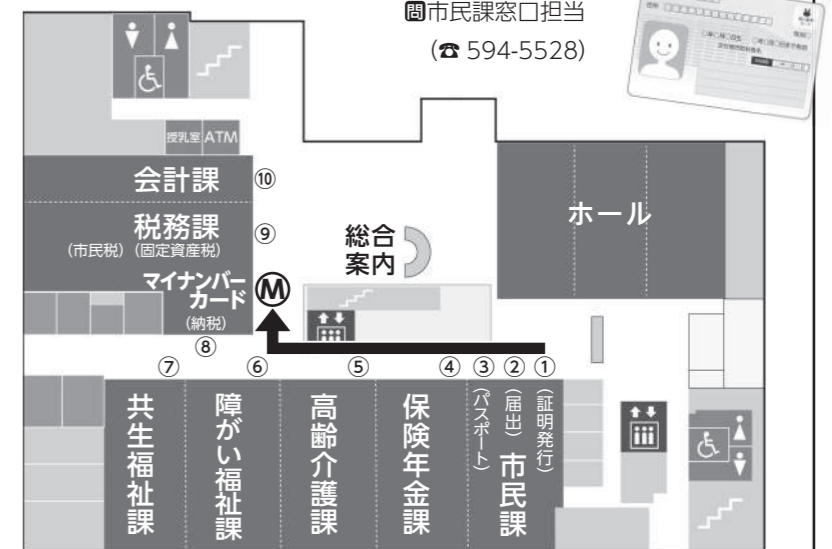 問市民課窓口担当
(☎ 594-5528)
授乳室 ATM
会計課
⑩
税務課
(市民税)(固定資産税)
⑨
マイナンバー
カード
(納税)
Ⓜ
⑧
総合
案内
ホール
⑦
⑥
⑤
④
③
②
①
共生福祉課
障がい福祉課
高齢介護課
保険年金課
(パスポート)
(届出)
(証明発行)
市民課